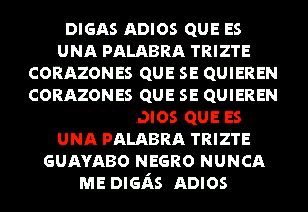 DIGAS ADIOS QUE ES
UNA PALABRA TRIZTE
CORAZONES QUE SE QUIEREN
CORAZONES QUE SE QUIEREN
QUE ES
UNA PALABRA TRIZTE
GUAYABO NEGRO NUNCA
ME DIGÁS ADIOS